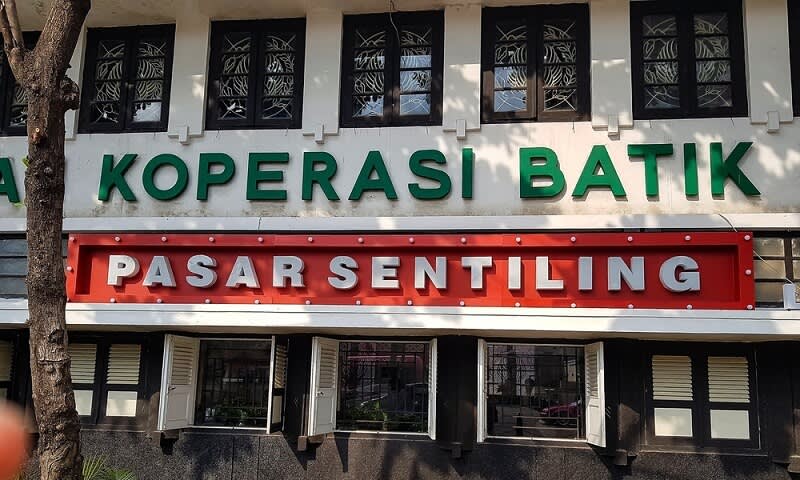 A KOPERASI BATIK
PASAR SENTILING